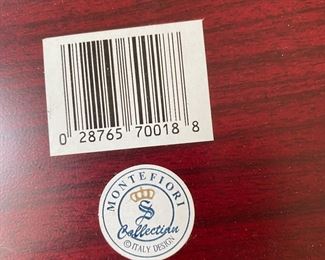 0 28765 70018 8
MONTEFIORI
S
Collection
© ITALY DESIGN